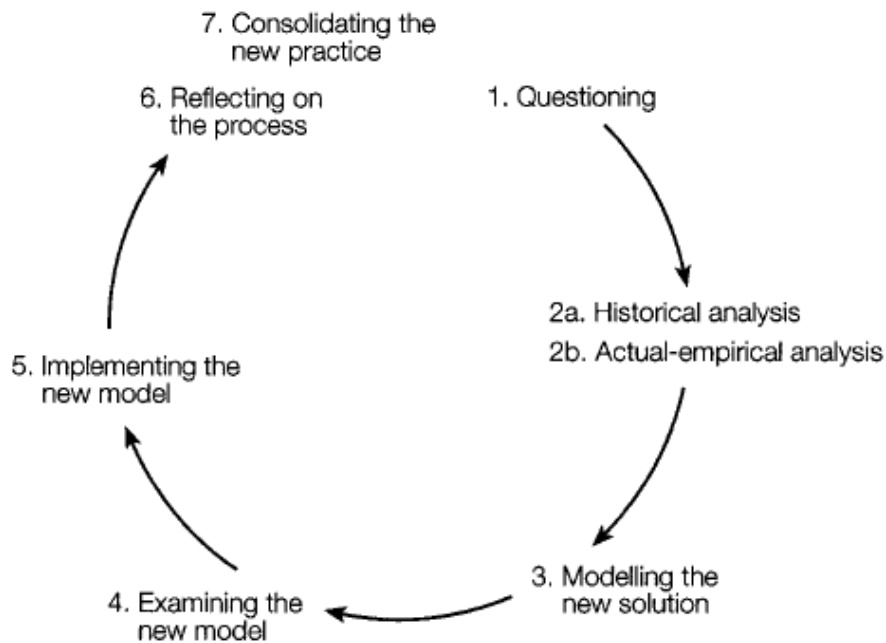 7. Consolidating the
new practice
6. Reflecting on
the process
1. Questioning
2a. Historical analysis
2b. Actual-empirical analysis
5. Implementing the
new model
3. Modelling the
new solution
4. Examining the
new model